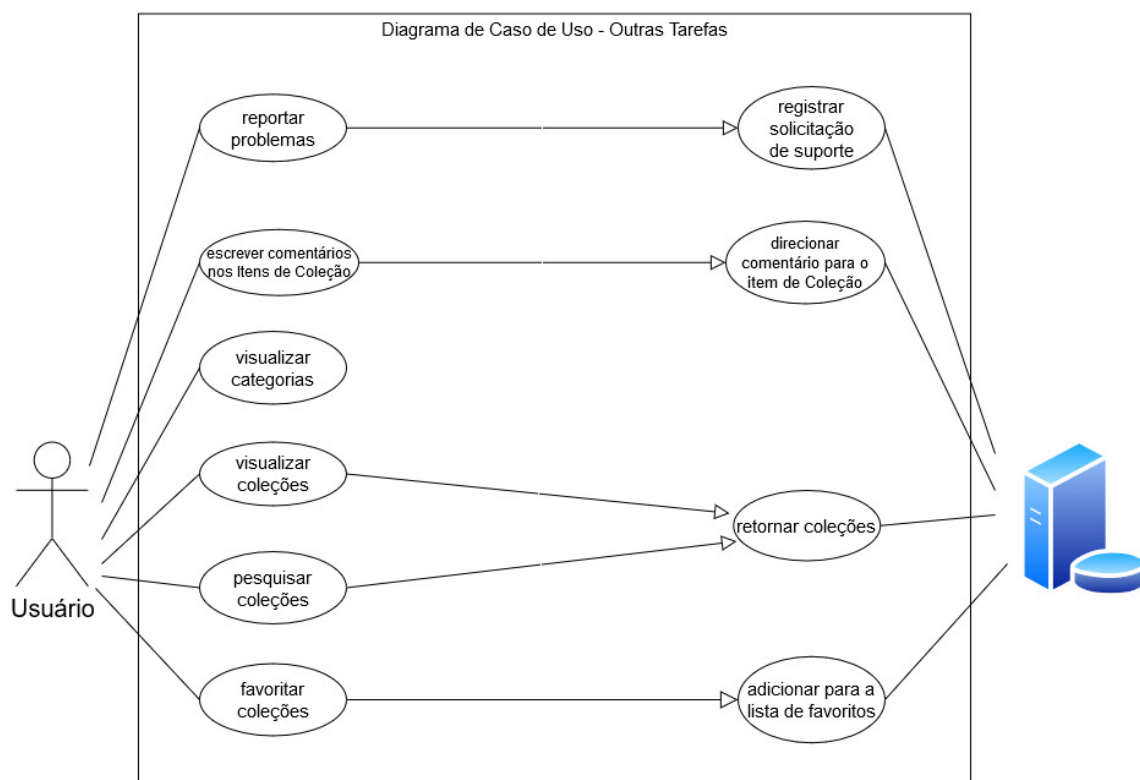 Diagrama de Caso de Uso - Outras Tarefas
reportar
problemas
registrar
solicitação
de suporte
escrever comentários
nos Itens de Coleção
direcionar
comentário para o
item de Coleção
visualizar
categorias
visualizar
coleções
retornar coleções
pesquisar
coleções
Usuário
favoritar
coleções
adicionar para a
lista de favoritos